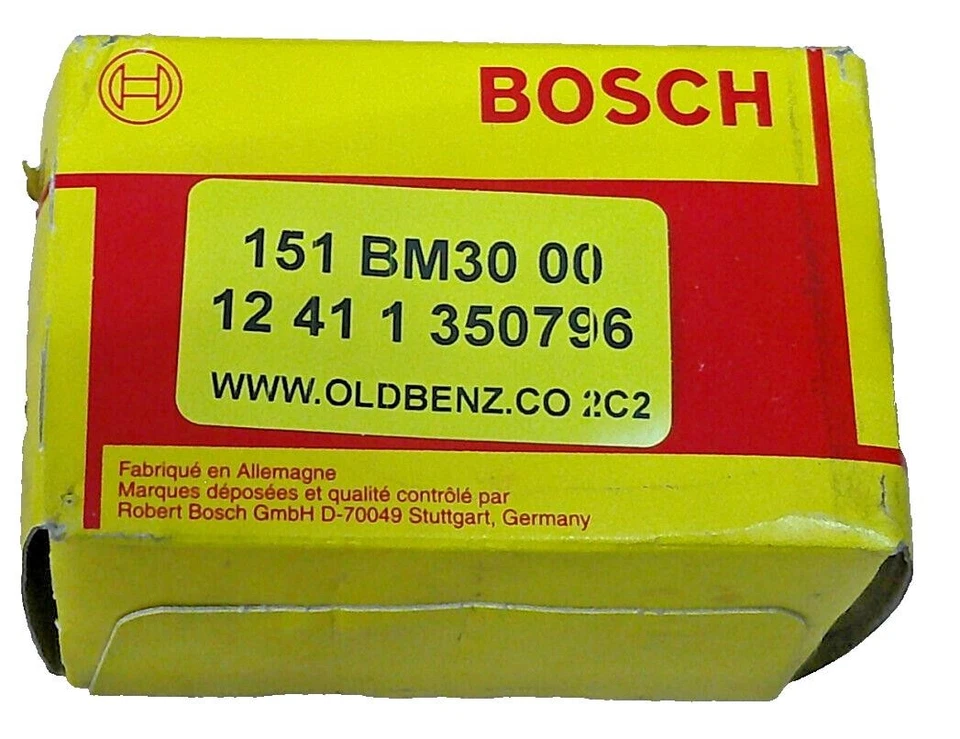 BOSCH
151 BM30 00
12 41 1 350796
WWW.OLDBENZ.CO 2C2
Fabriqué en Allemagne
Marques déposées et qualité contrôlé par
Robert Bosch GmbH D-70049 Stuttgart, Germany